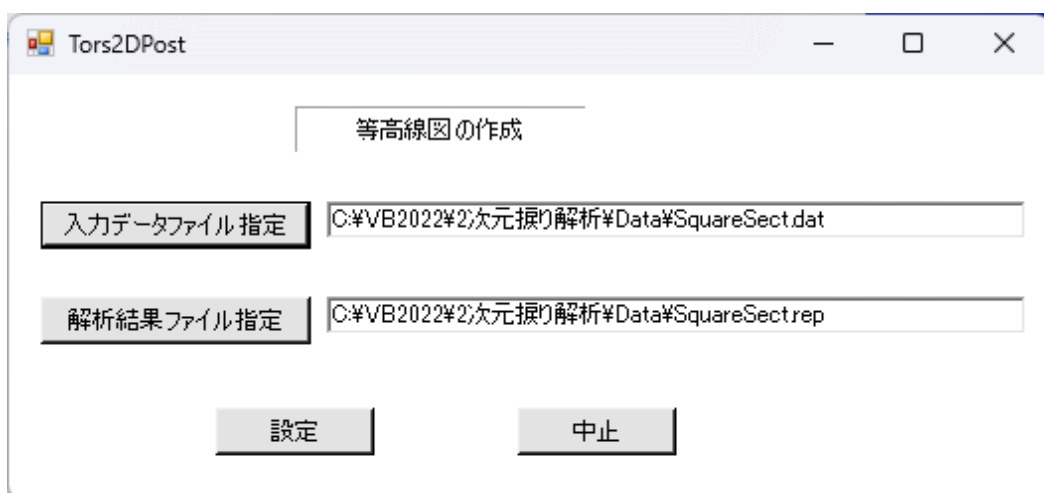 Tors2DPost
等高線図の作成
入力データファイル指定
C:¥VB2022¥2次元捩り解析¥Data¥SquareSect.dat
解析結果ファイル指定
C:¥VB2022¥2次元捩り解析¥Data¥SquareSect.rep
設定
中止